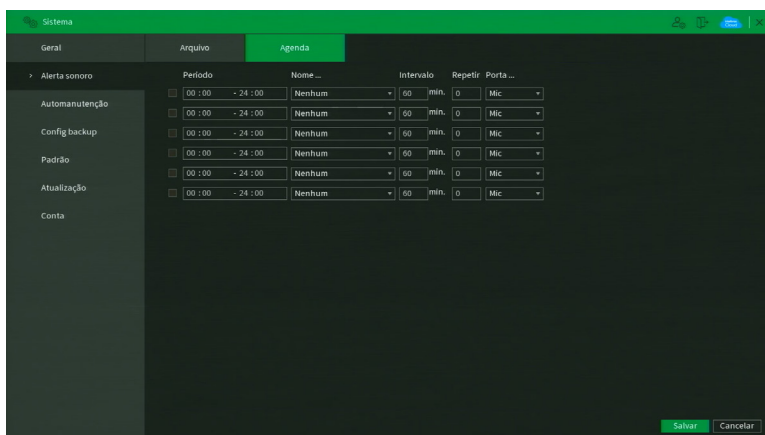 Sistema
Geral
Arquivo
Agenda
Alerta sonoro
Automanutenção
Config backup
Padrão
Atualização
Conta
Período Nome ... Intervalo Repetir Porta ...
00 : 00 - 24 : 00 Nenhum 60 min. 0 Mic
00 : 00 - 24 : 00 Nenhum 60 min. 0 Mic
00 : 00 - 24 : 00 Nenhum 60 min. 0 Mic
00 : 00 - 24 : 00 Nenhum 60 min. 0 Mic
00 : 00 - 24 : 00 Nenhum 60 min. 0 Mic
00 : 00 - 24 : 00 Nenhum 60 min. 0 Mic
Salvar Cancelar